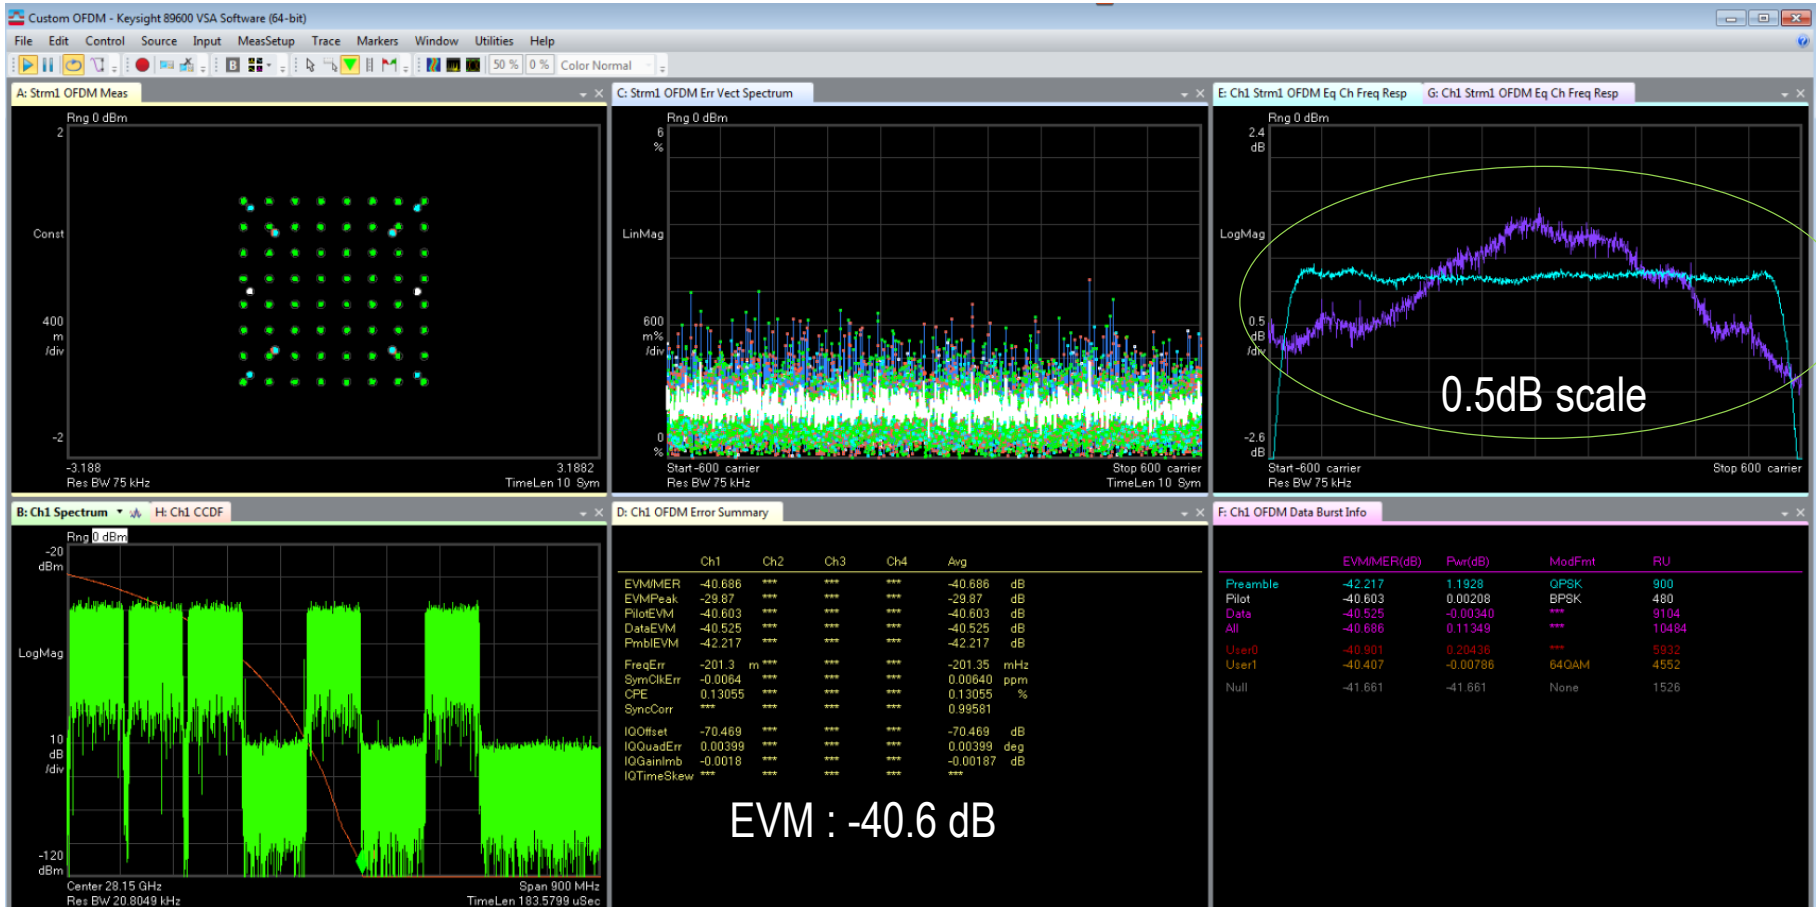 Custom OFDM - Keysight 89600 VSA Software (64-bit)
File Edit Control Source Input MeasSetup Trace Markers Window Utilities Help
B 50 % 0 % Color Normal
A: Strm1 OFDM Meas
Rng 0 dBm
2
Const
400
m
/div
-2
-3.188 3.1882
Res BW 75 kHz TimeLen 10 Sym
C: Strm1 OFDM Err Vect Spectrum
Rng 0 dBm
6
%
LinMag
600
m%
/div
0
%
Start -600 carrier Stop 600 carrier
Res BW 75 kHz TimeLen 10 Sym
E: Ch1 Strm1 OFDM Eq Ch Freq Resp G: Ch1 Strm1 OFDM Eq Ch Freq Resp
Rng 0 dBm
2.4
dB
LogMag
0.5
dB
/div
0.5dB scale
-2.6
dB
Start -600 carrier Stop 600 carrier
Res BW 75 kHz
B: Ch1 Spectrum H: Ch1 CCDF
Rng 0 dBm
-20
dBm
LogMag
10
dB
/div
-120
dBm
Center 28.15 GHz Span 900 MHz
Res BW 20.8049 kHz TimeLen 183.5799 uSec
D: Ch1 OFDM Error Summary
Ch1 Ch2 Ch3 Ch4 Avg
EVM/MER -40.686 *** *** *** -40.686 dB
EVMPeak -29.87 *** *** *** -29.87 dB
PilotEVM -40.603 *** *** *** -40.603 dB
DataEVM -40.525 *** *** *** -40.525 dB
PmblEVM -42.217 *** *** *** -42.217 dB
FreqErr -201.3 m *** *** *** -201.35 mHz
SymClkErr -0.0064 *** *** *** 0.00640 ppm
CPE 0.13055 *** *** *** 0.13055 %
SyncCorr *** *** *** *** 0.99581
IQOffset -70.469 *** *** *** -70.469 dB
IQQuadErr 0.00399 *** *** *** 0.00399 deg
IQGainImb -0.0018 *** *** *** -0.00187 dB
IQTimeSkew *** *** *** *** ***
EVM : -40.6 dB
F: Ch1 OFDM Data Burst Info
EVM/MER(dB) Pwr(dB) ModFmt RU
Preamble -42.217 1.1928 QPSK 900
Pilot -40.603 0.00208 BPSK 480
Data -40.525 -0.00340 *** 9104
All -40.686 0.11349 *** 10484
User0 -40.901 0.20436 *** 5932
User1 -40.407 -0.00786 64QAM 4552
Null -41.661 -41.661 None 1526